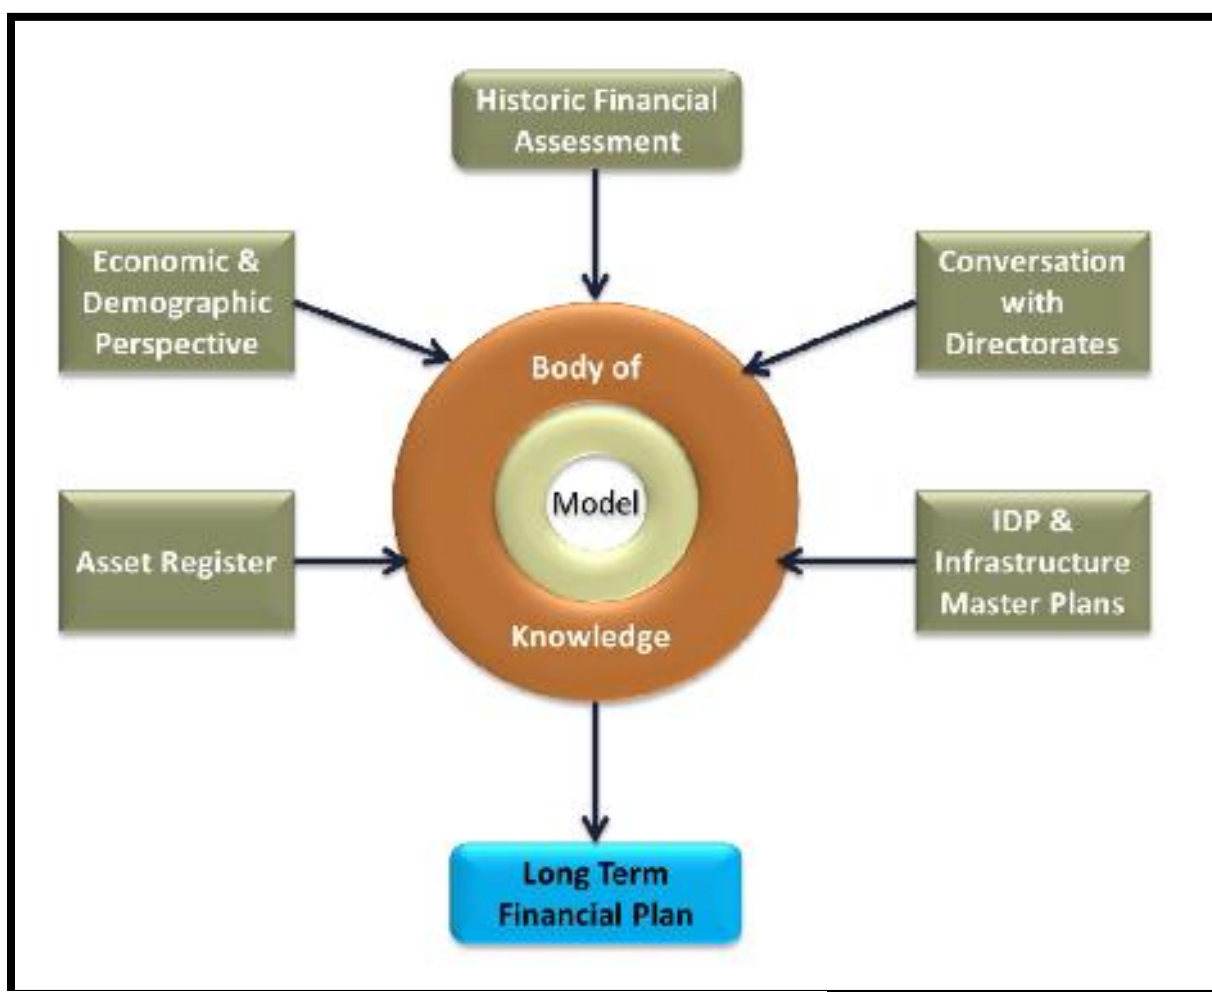 Historic Financial
Assessment
Economic &
Demographic
Perspective
Conversation
with
Directorates
Body of
Model
Knowledge
Asset Register
IDP &
Infrastructure
Master Plans
Long Term
Financial Plan